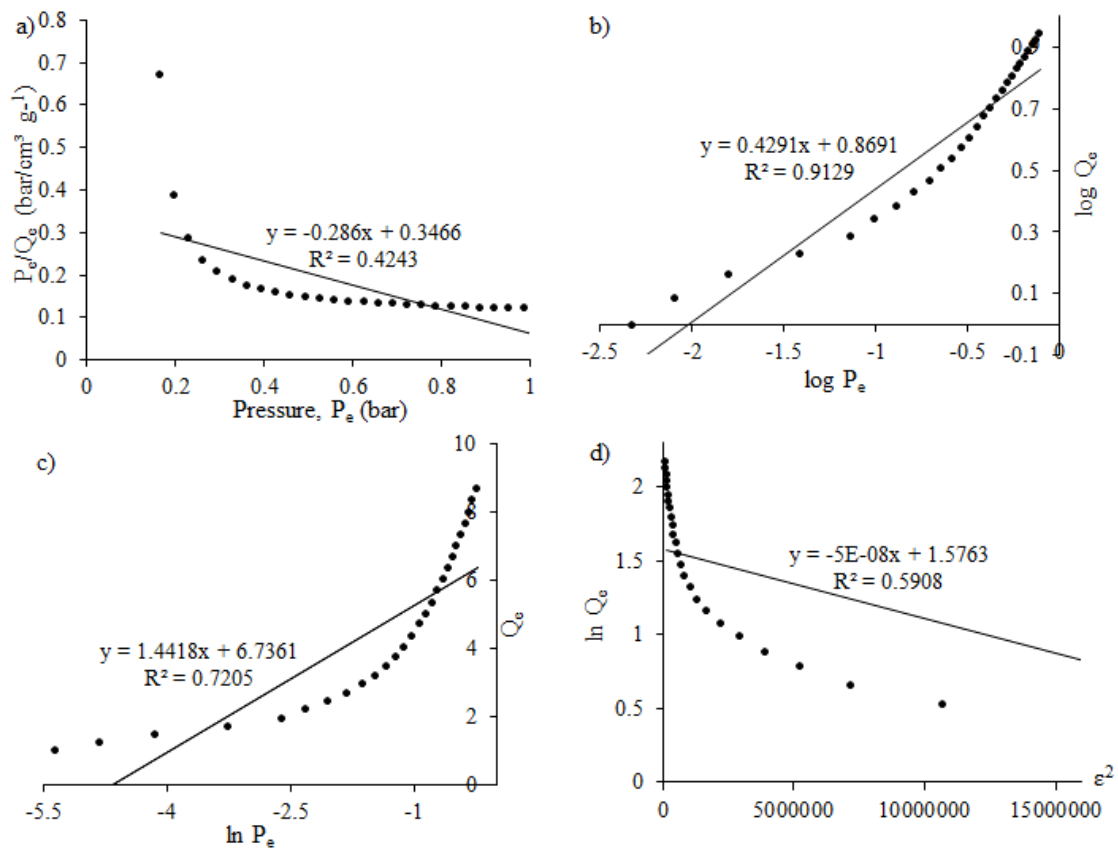 a)
0.8
0.7
0.6
0.5
0.4
0.3
0.2
0.1
0
Pₑ/Qₑ (bar/cm³ g-¹)
y = -0.286x + 0.3466
R² = 0.4243
0 0.2 0.4 0.6 0.8 1
Pressure, Pₑ (bar)
b)
0.9
0.7
0.5
0.3
0.1
-0.1
log Qₑ
y = 0.4291x + 0.8691
R² = 0.9129
-2.5 -2 -1.5 -1 -0.5 0
log Pₑ
c)
10
8
6
4
2
0
Qₑ
y = 1.4418x + 6.7361
R² = 0.7205
-5.5 -4 -2.5 -1
ln Pₑ
d)
2
1.5
1
0.5
0
ln Qₑ
y = -5E-08x + 1.5763
R² = 0.5908
0 5000000 10000000 15000000
ε²